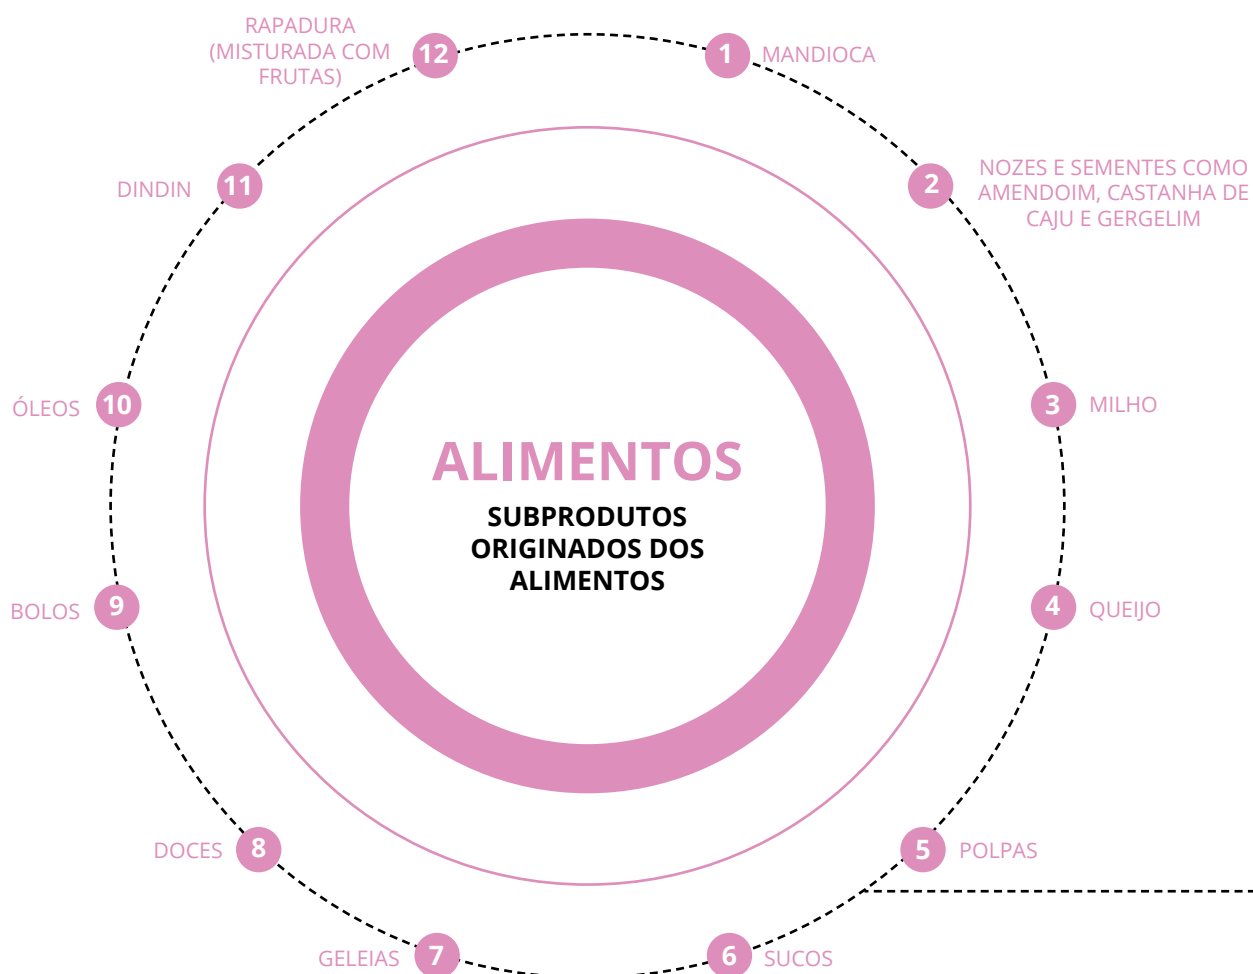 ALIMENTOS
SUBPRODUTOS
ORIGINADOS DOS
ALIMENTOS
1
MANDIOCA
2
NOZES E SEMENTES COMO
AMENDOIM, CASTANHA DE
CAJU E GERGELIM
3
MILHO
4
QUEIJO
5
POLPAS
6
SUCOS
7
GELEIAS
8
DOCES
9
BOLOS
10
ÓLEOS
11
DINDIN
12
RAPADURA
(MISTURADA COM
FRUTAS)